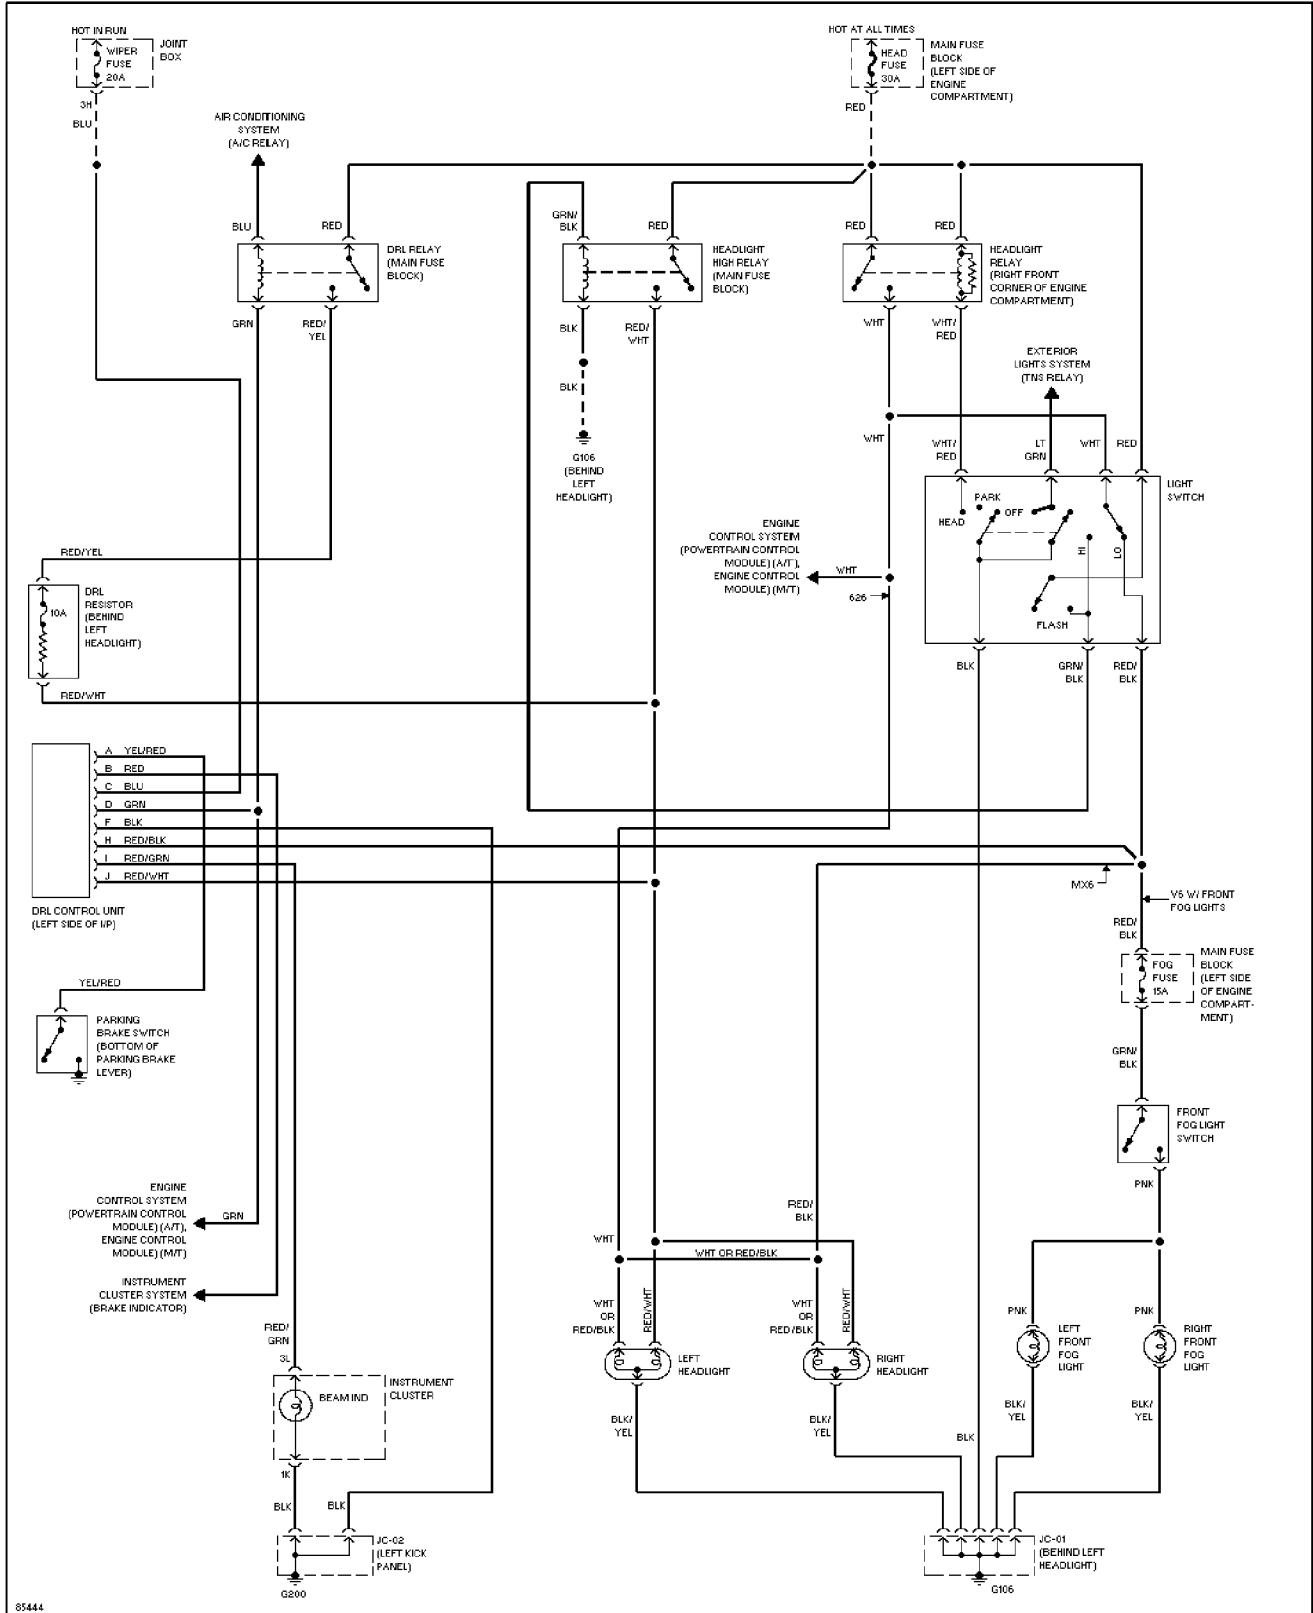 HOT IN RUN
WIPER
FUSE
20A
JOINT
BOX
3H
BLU
HOT AT ALL TIMES
HEAD
FUSE
30A
MAIN FUSE
BLOCK
(LEFT SIDE OF
ENGINE
COMPARTMENT)
RED
AIR CONDITIONING
SYSTEM
(A/C RELAY)
BLU
RED
DRL RELAY
(MAIN FUSE
BLOCK)
GRN
RED/
YEL
GRN/
BLK
RED
HEADLIGHT
HIGH RELAY
(MAIN FUSE
BLOCK)
BLK
RED/
WHT
BLK
G106
(BEHIND
LEFT
HEADLIGHT)
RED
RED
HEADLIGHT
RELAY
(RIGHT FRONT
CORNER OF ENGINE
COMPARTMENT)
WHT
WHT/
RED
EXTERIOR
LIGHTS SYSTEM
(TNS RELAY)
WHT
WHT/
RED
LT
GRN
WHT
RED
LIGHT
SWITCH
PARK
HEAD
OFF
HI
LO
FLASH
ENGINE
CONTROL SYSTEM
(POWERTRAIN CONTROL
MODULE) (A/T),
ENGINE CONTROL
MODULE) (M/T)
WHT
626
BLK
GRN/
BLK
RED/
BLK
RED/YEL
10A
DRL
RESISTOR
(BEHIND
LEFT
HEADLIGHT)
RED/WHT
A YEL/RED
B RED
C BLU
D GRN
F BLK
H RED/BLK
I RED/GRN
J RED/WHT
DRL CONTROL UNIT
(LEFT SIDE OF I/P)
MX6
V6 W/ FRONT
FOG LIGHTS
RED/
BLK
FOG
FUSE
15A
MAIN FUSE
BLOCK
(LEFT SIDE
OF ENGINE
COMPART-
MENT)
GRN/
BLK
FRONT
FOG LIGHT
SWITCH
PNK
YEL/RED
PARKING
BRAKE SWITCH
(BOTTOM OF
PARKING BRAKE
LEVER)
ENGINE
CONTROL SYSTEM
(POWERTRAIN CONTROL
MODULE) (A/T),
ENGINE CONTROL
MODULE) (M/T)
GRN
INSTRUMENT
CLUSTER SYSTEM
(BRAKE INDICATOR)
RED/
GRN
3L
BEAM IND
INSTRUMENT
CLUSTER
1K
BLK
BLK
JC-02
(LEFT KICK
PANEL)
G200
WHT
WHT OR RED/BLK
RED/
BLK
WHT
OR
RED/BLK
RED/WHT
WHT
OR
RED/BLK
RED/WHT
LEFT
HEADLIGHT
RIGHT
HEADLIGHT
BLK/
YEL
BLK/
YEL
PNK
PNK
LEFT
FRONT
FOG
LIGHT
RIGHT
FRONT
FOG
LIGHT
BLK/
YEL
BLK/
YEL
BLK
JC-01
(BEHIND LEFT
HEADLIGHT)
G106
85444